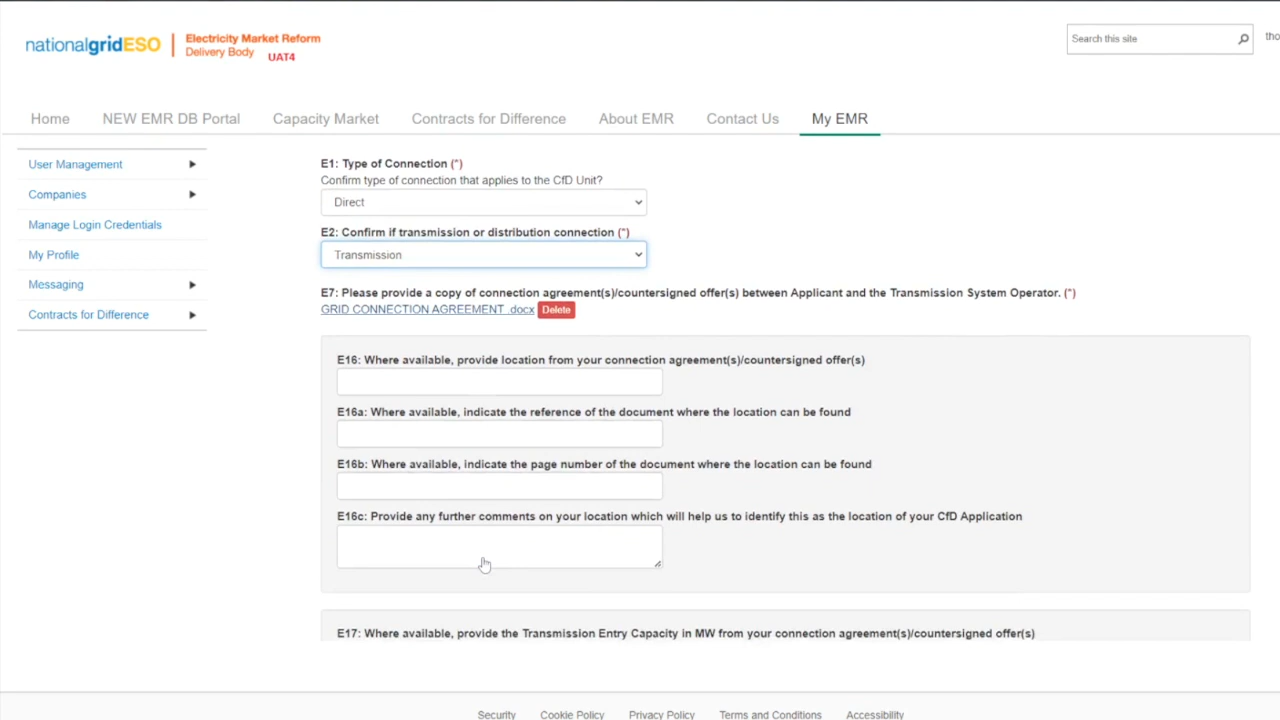 nationalgridESO
Electricity Market Reform
Delivery Body
UAT4
Search this site
tho
Home
NEW EMR DB Portal
Capacity Market
Contracts for Difference
About EMR
Contact Us
My EMR
User Management
Companies
Manage Login Credentials
My Profile
Messaging
Contracts for Difference
E1: Type of Connection (*)
Confirm type of connection that applies to the CfD Unit?
Direct
E2: Confirm if transmission or distribution connection (*)
Transmission
E7: Please provide a copy of connection agreement(s)/countersigned offer(s) between Applicant and the Transmission System Operator. (*)
GRID CONNECTION AGREEMENT .docx Delete
E16: Where available, provide location from your connection agreement(s)/countersigned offer(s)
E16a: Where available, indicate the reference of the document where the location can be found
E16b: Where available, indicate the page number of the document where the location can be found
E16c: Provide any further comments on your location which will help us to identify this as the location of your CfD Application
E17: Where available, provide the Transmission Entry Capacity in MW from your connection agreement(s)/countersigned offer(s)
Security
Cookie Policy
Privacy Policy
Terms and Conditions
Accessibility